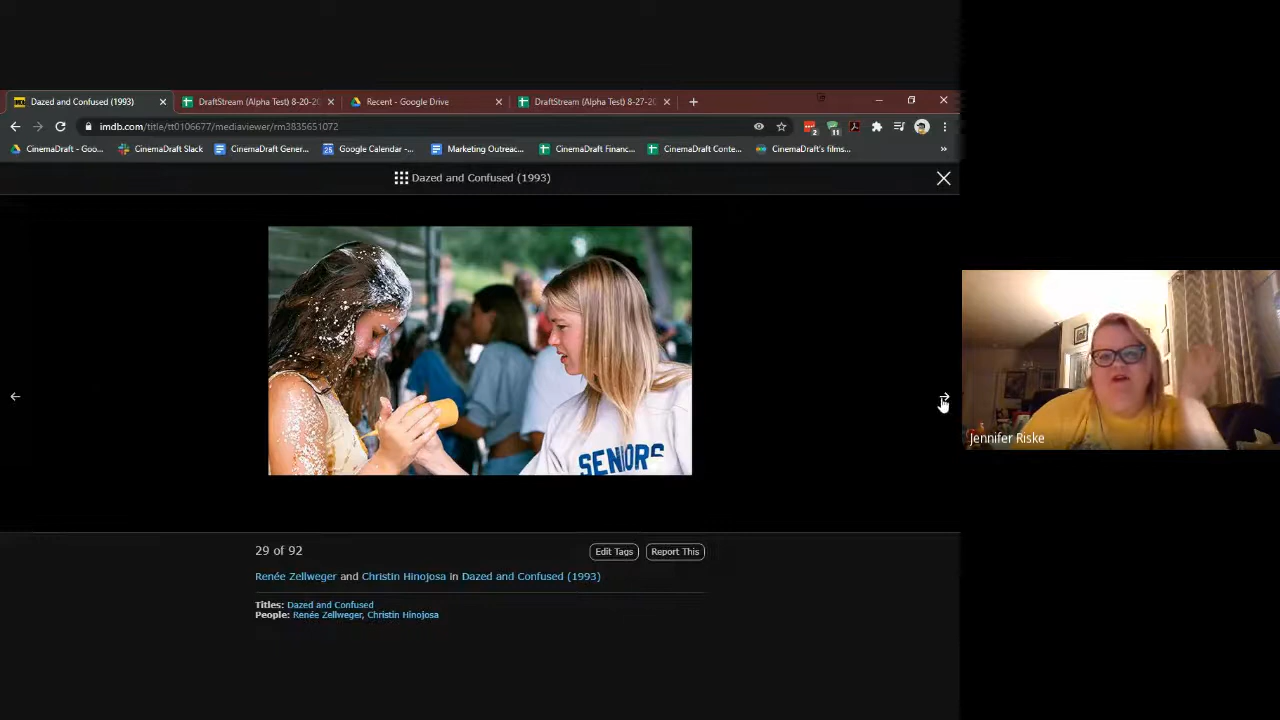 Dazed and Confused (1993)
DraftStream (Alpha Test) 8-20-2
Recent - Google Drive
DraftStream (Alpha Test) 8-27-2
imdb.com/title/tt0106677/mediaviewer/rm3835651072
2
11
CinemaDraft - Goo...
CinemaDraft Slack
CinemaDraft Gener...
Google Calendar -...
Marketing Outreac...
CinemaDraft Financ...
CinemaDraft Conte...
CinemaDraft's films...
»
Dazed and Confused (1993)
SENIORS
Jennifer Riske
29 of 92
Edit Tags
Report This
Renée Zellweger and Christin Hinojosa in Dazed and Confused (1993)
Titles: Dazed and Confused
People: Renée Zellweger, Christin Hinojosa